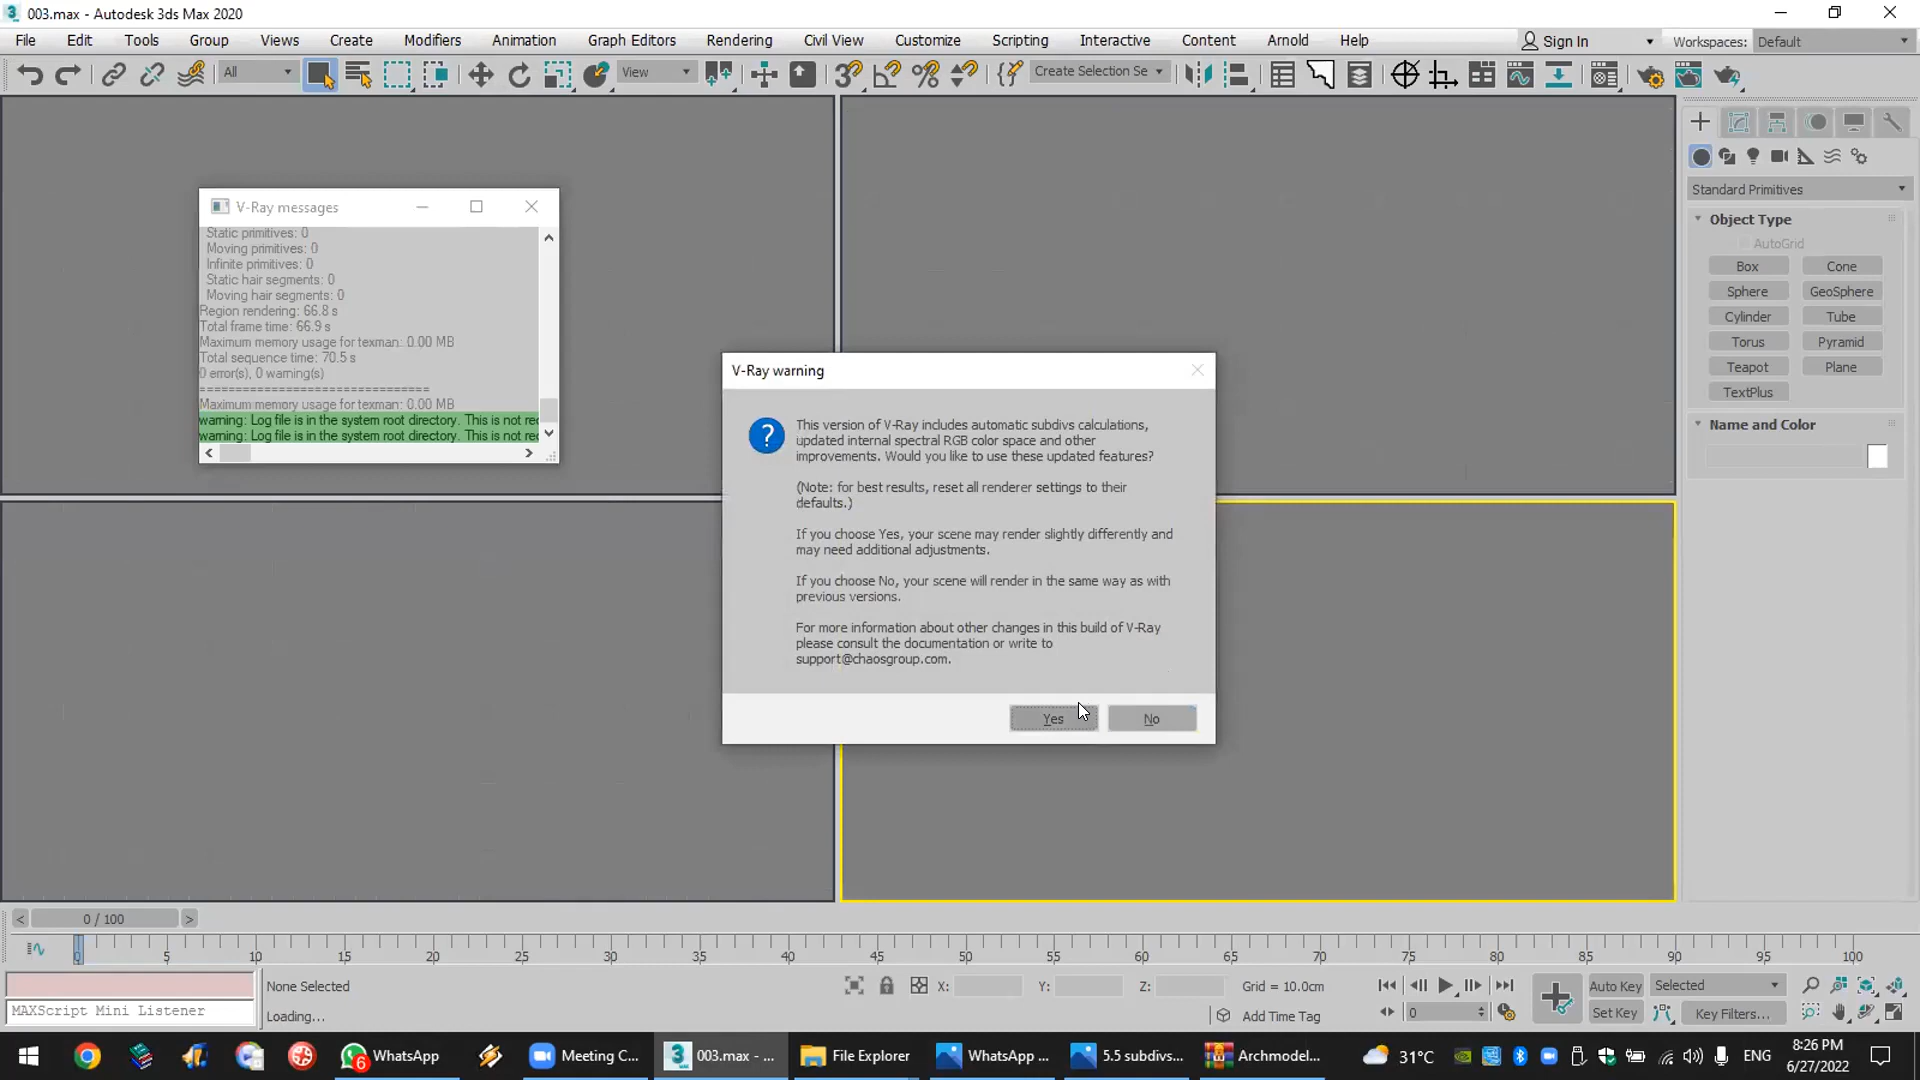 003.max - Autodesk 3ds Max 2020
File Edit Tools Group Views Create Modifiers Animation Graph Editors Rendering Civil View Customize Scripting Interactive Content Arnold Help Sign In Workspaces: Default
All View Create Selection Se
V-Ray messages
Static primitives: 0
Moving primitives: 0
Infinite primitives: 0
Static hair segments: 0
Moving hair segments: 0
Region rendering: 66.8 s
Total frame time: 66.9 s
Maximum memory usage for texman: 0.00 MB
Total sequence time: 70.5 s
0 error(s), 0 warning(s)
==============================
Maximum memory usage for texman: 0.00 MB
warning: Log file is in the system root directory. This is not rec
warning: Log file is in the system root directory. This is not rec
V-Ray warning
This version of V-Ray includes automatic subdivs calculations,
updated internal spectral RGB color space and other
improvements. Would you like to use these updated features?
(Note: for best results, reset all renderer settings to their
defaults.)
If you choose Yes, your scene may render slightly differently and
may need additional adjustments.
If you choose No, your scene will render in the same way as with
previous versions.
For more information about other changes in this build of V-Ray
please consult the documentation or write to
support@chaosgroup.com.
Yes No
Standard Primitives
Object Type
AutoGrid
Box Cone
Sphere GeoSphere
Cylinder Tube
Torus Pyramid
Teapot Plane
TextPlus
Name and Color
< 0 / 100 >
0 5 10 15 20 25 30 35 40 45 50 55 60 65 70 75 80 85 90 95 100
None Selected X: Y: Z: Grid = 10.0cm Auto Key Selected
MAXScript Mini Listener Loading... Add Time Tag 0 Set Key Key Filters...
WhatsApp 6 Meeting C... 003.max - ... File Explorer WhatsApp ... 5.5 subdivs... Archmodel... 31°C ENG
8:26 PM
6/27/2022